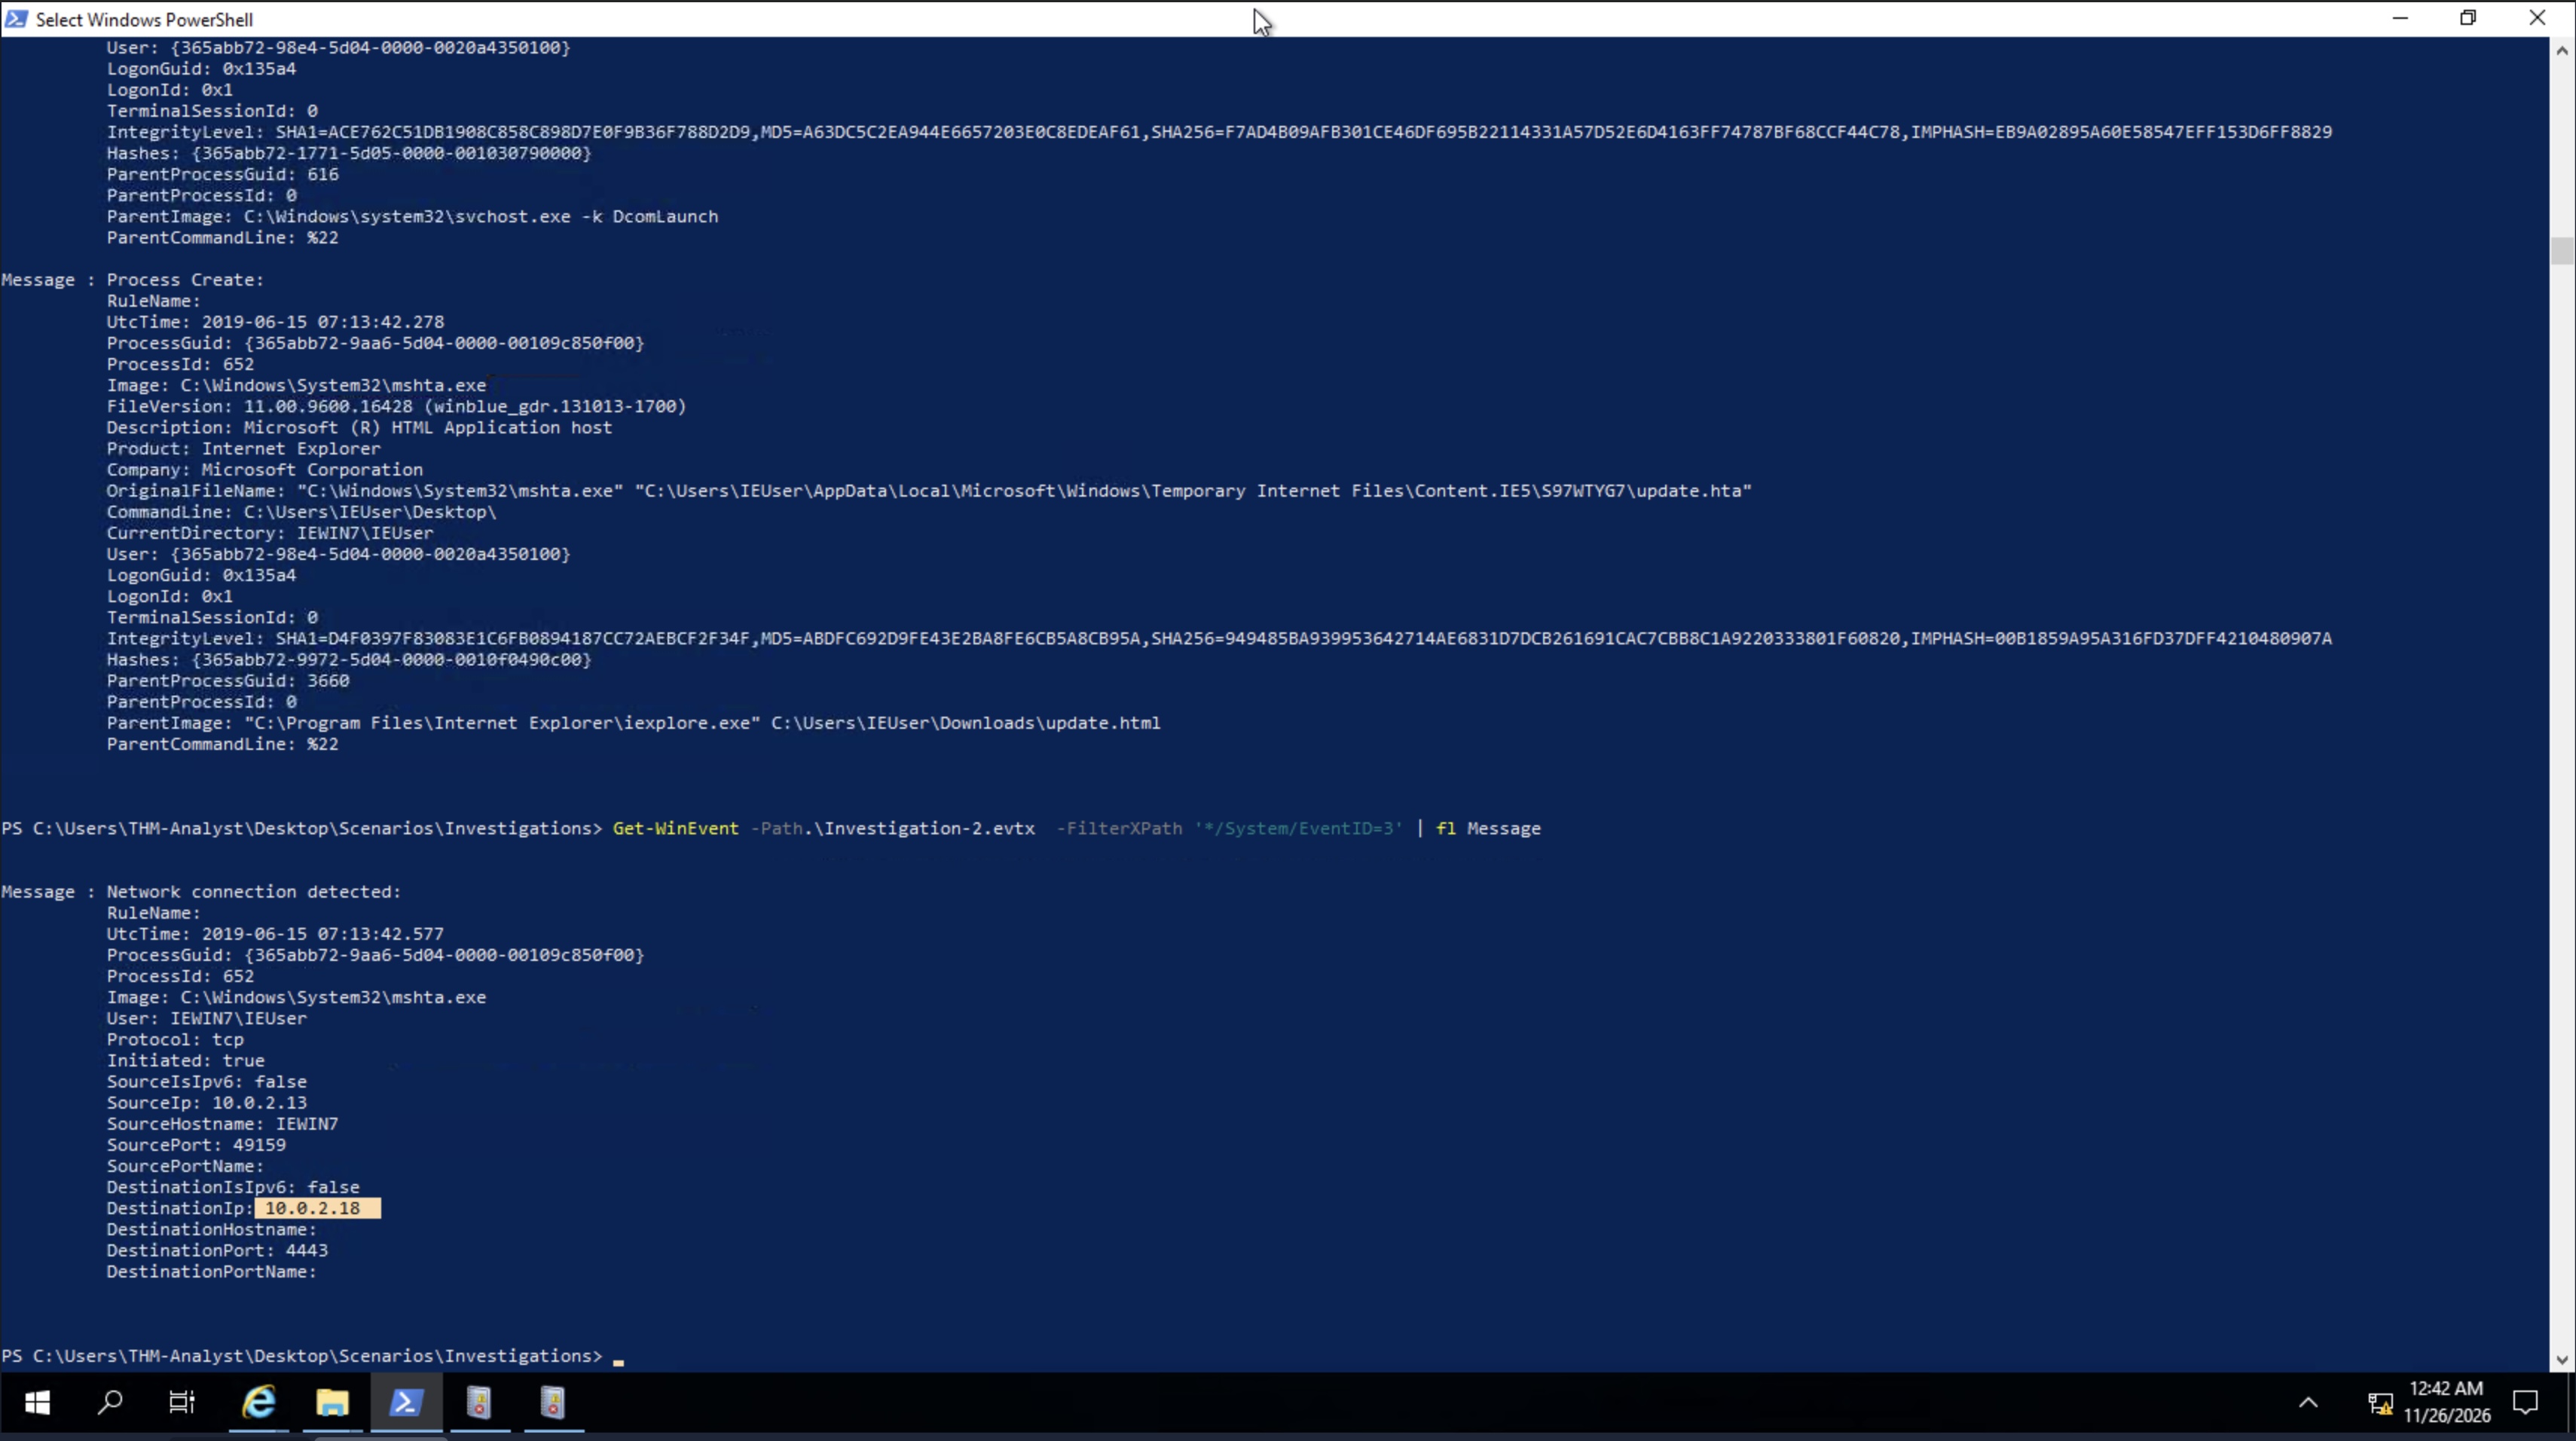 Select Windows PowerShell
User: {365abb72-98e4-5d04-0000-0020a4350100}
LogonGuid: 0x135a4
LogonId: 0x1
TerminalSessionId: 0
IntegrityLevel: SHA1=ACE762C51DB1908C858C898D7E0F9B36F788D2D9,MD5=A63DC5C2EA944E6657203E0C8EDEAF61,SHA256=F7AD4B09AFB301CE46DF695B22114331A57D52E6D4163FF74787BF68CCF44C78,IMPHASH=EB9A02895A60E58547EFF153D6FF8829
Hashes: {365abb72-1771-5d05-0000-001030790000}
ParentProcessGuid: 616
ParentProcessId: 0
ParentImage: C:\Windows\system32\svchost.exe -k DcomLaunch
ParentCommandLine: %22
Message : Process Create:
RuleName:
UtcTime: 2019-06-15 07:13:42.278
ProcessGuid: {365abb72-9aa6-5d04-0000-00109c850f00}
ProcessId: 652
Image: C:\Windows\System32\mshta.exe
FileVersion: 11.00.9600.16428 (winblue_gdr.131013-1700)
Description: Microsoft (R) HTML Application host
Product: Internet Explorer
Company: Microsoft Corporation
OriginalFileName: "C:\Windows\System32\mshta.exe" "C:\Users\IEUser\AppData\Local\Microsoft\Windows\Temporary Internet Files\Content.IE5\S97WTYG7\update.hta"
CommandLine: C:\Users\IEUser\Desktop\
CurrentDirectory: IEWIN7\IEUser
User: {365abb72-98e4-5d04-0000-0020a4350100}
LogonGuid: 0x135a4
LogonId: 0x1
TerminalSessionId: 0
IntegrityLevel: SHA1=D4F0397F83083E1C6FB0894187CC72AEBCF2F34F,MD5=ABDFC692D9FE43E2BA8FE6CB5A8CB95A,SHA256=949485BA939953642714AE6831D7DCB261691CAC7CBB8C1A9220333801F60820,IMPHASH=00B1859A95A316FD37DFF4210480907A
Hashes: {365abb72-9972-5d04-0000-0010f0490c00}
ParentProcessGuid: 3660
ParentProcessId: 0
ParentImage: "C:\Program Files\Internet Explorer\iexplore.exe" C:\Users\IEUser\Downloads\update.html
ParentCommandLine: %22
PS C:\Users\THM-Analyst\Desktop\Scenarios\Investigations> Get-WinEvent -Path.\Investigation-2.evtx  -FilterXPath '*/System/EventID=3' | fl Message
Message : Network connection detected:
RuleName:
UtcTime: 2019-06-15 07:13:42.577
ProcessGuid: {365abb72-9aa6-5d04-0000-00109c850f00}
ProcessId: 652
Image: C:\Windows\System32\mshta.exe
User: IEWIN7\IEUser
Protocol: tcp
Initiated: true
SourceIsIpv6: false
SourceIp: 10.0.2.13
SourceHostname: IEWIN7
SourcePort: 49159
SourcePortName:
DestinationIsIpv6: false
DestinationIp: 10.0.2.18
DestinationHostname:
DestinationPort: 4443
DestinationPortName:
PS C:\Users\THM-Analyst\Desktop\Scenarios\Investigations>
12:42 AM
11/26/2026